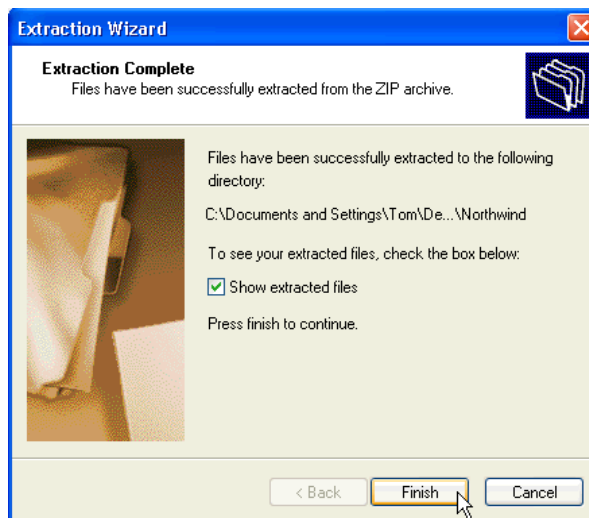 Extraction Wizard
Extraction Complete
Files have been successfully extracted from the ZIP archive.
Files have been successfully extracted to the following
directory:
C:\Documents and Settings\Tom\De...\Northwind
To see your extracted files, check the box below:
Show extracted files
Press finish to continue.
< Back Finish Cancel